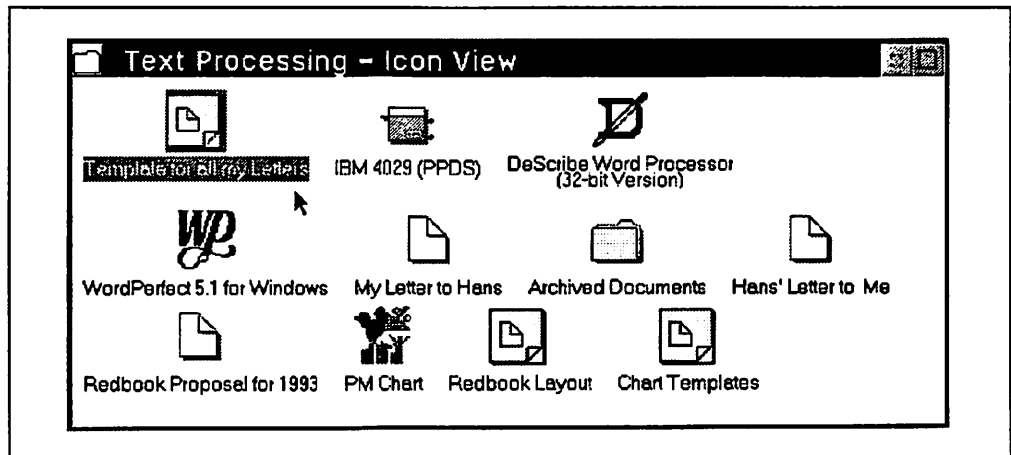 Text Processing - Icon View
Template for all my Letters
IBM 4029 (PPDS)
DeScribe Word Processor
(32-bit Version)
WordPerfect 5.1 for Windows
My Letter to Hans
Archived Documents
Hans' Letter to Me
Redbook Proposal for 1993
PM Chart
Redbook Layout
Chart Templates